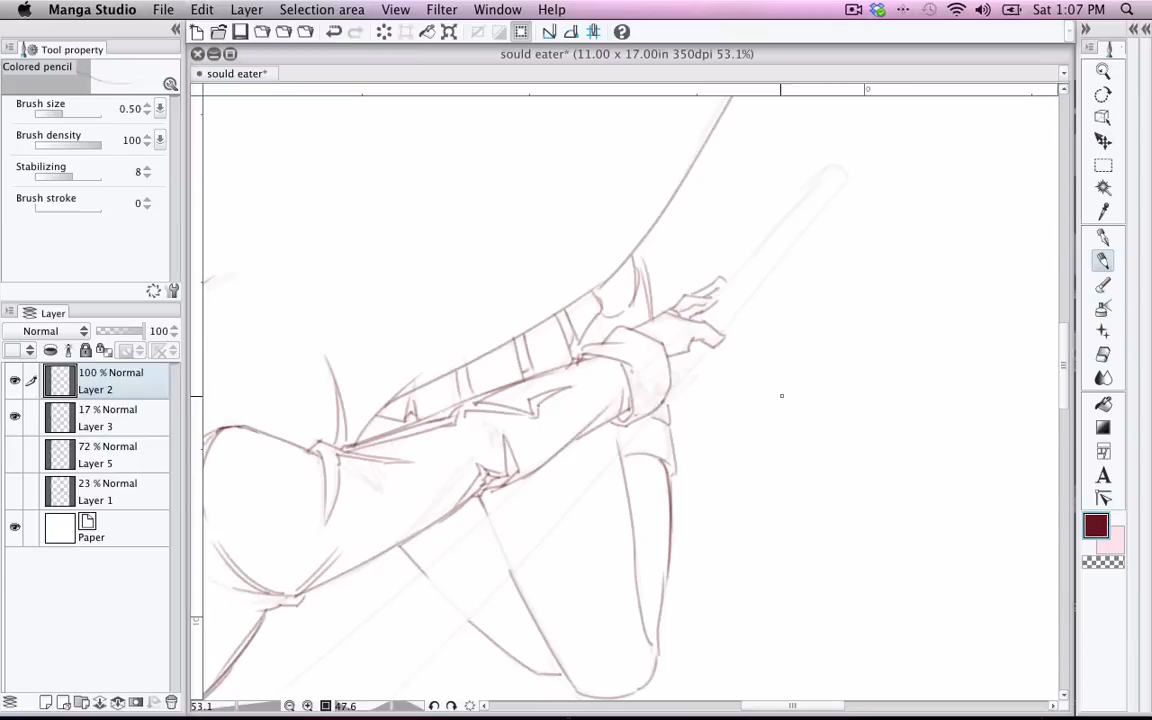 Manga Studio File Edit Layer Selection area View Filter Window Help Sat 1:07 PM
Tool property
sould eater* (11.00 x 17.00in 350dpi 53.1%)
Colored pencil
sould eater*
0
Brush size 0.50
Brush density 100
Stabilizing 8
Brush stroke 0
Layer
Normal 100
100 % Normal
Layer 2
17 % Normal
Layer 3
72 % Normal
Layer 5
23 % Normal
Layer 1
Paper
A
53.1 47.6